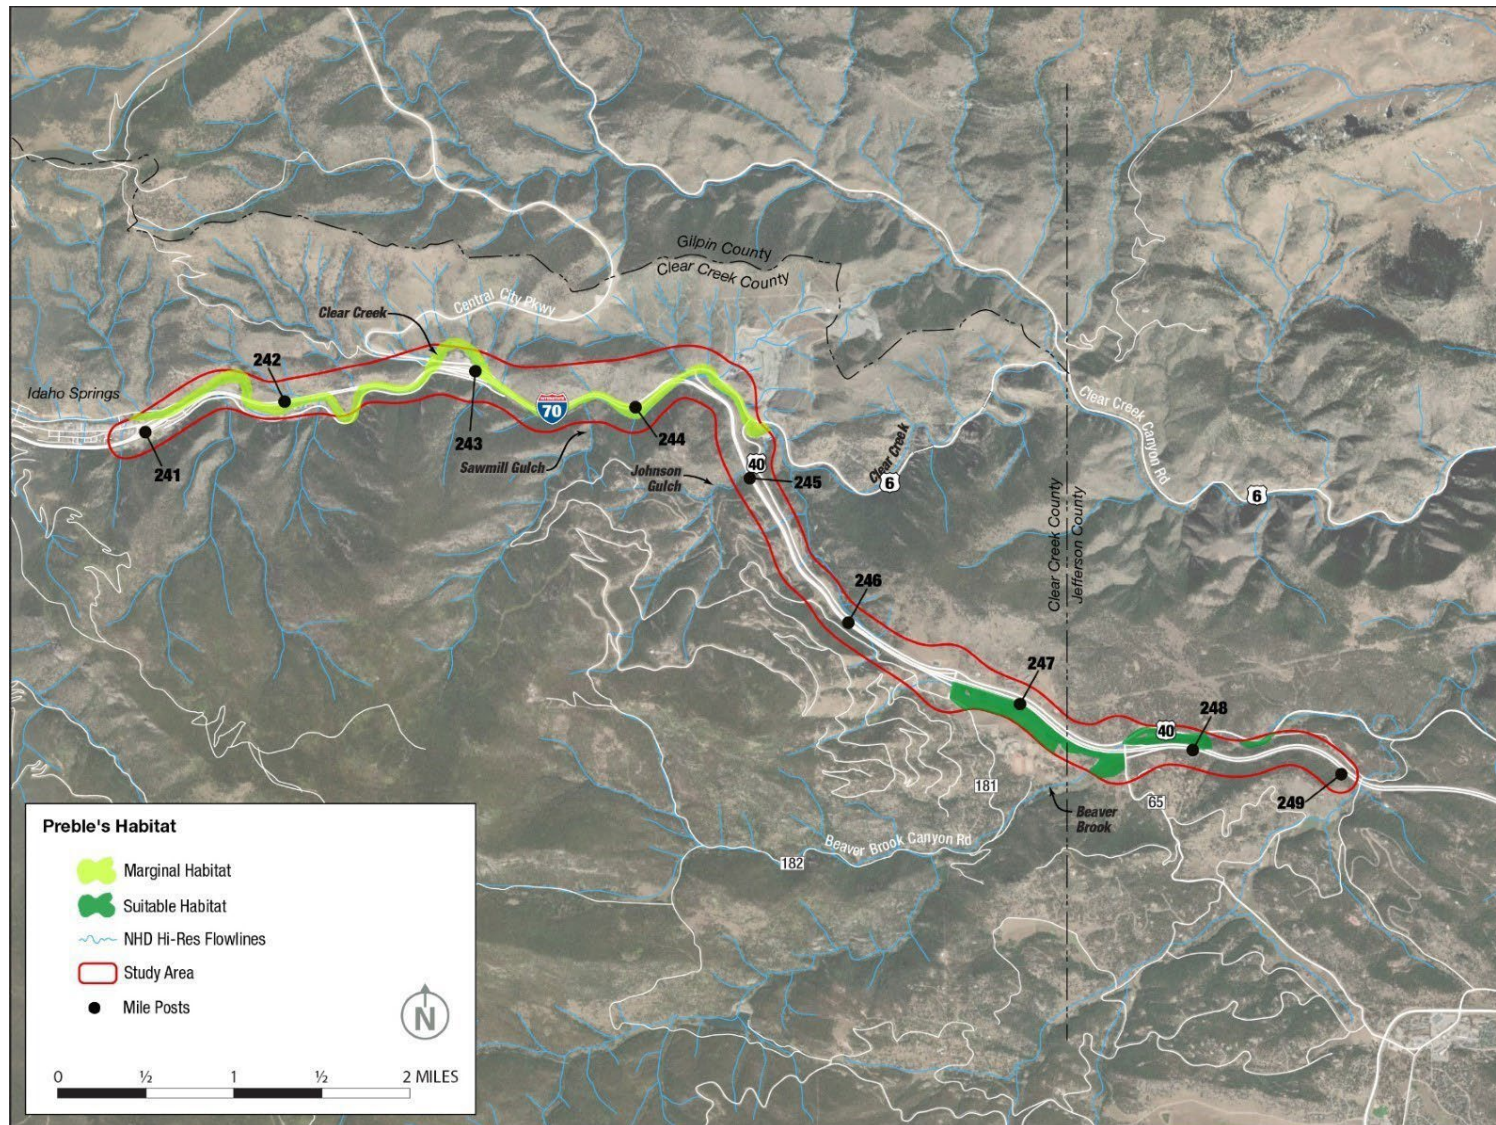 Gilpin County
Clear Creek County
Central City Pkwy
Clear Creek
242
Idaho Springs
241
243
70
Sawmill Gulch
244
Johnson
Gulch
40
245
Clear Creek
6
Clear Creek Canyon Rd
6
Clear Creek County
Jefferson County
246
247
40
248
249
181
65
Beaver
Brook
Beaver Brook Canyon Rd
182
Preble's Habitat
Marginal Habitat
Suitable Habitat
NHD Hi-Res Flowlines
Study Area
Mile Posts
N
0 ½ 1 ½ 2 MILES